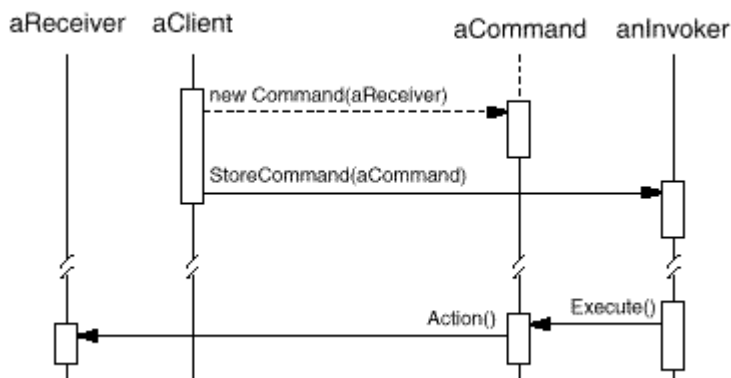 aReceiver aClient aCommand anInvoker
new Command(aReceiver)
StoreCommand(aCommand)
Action() Execute()